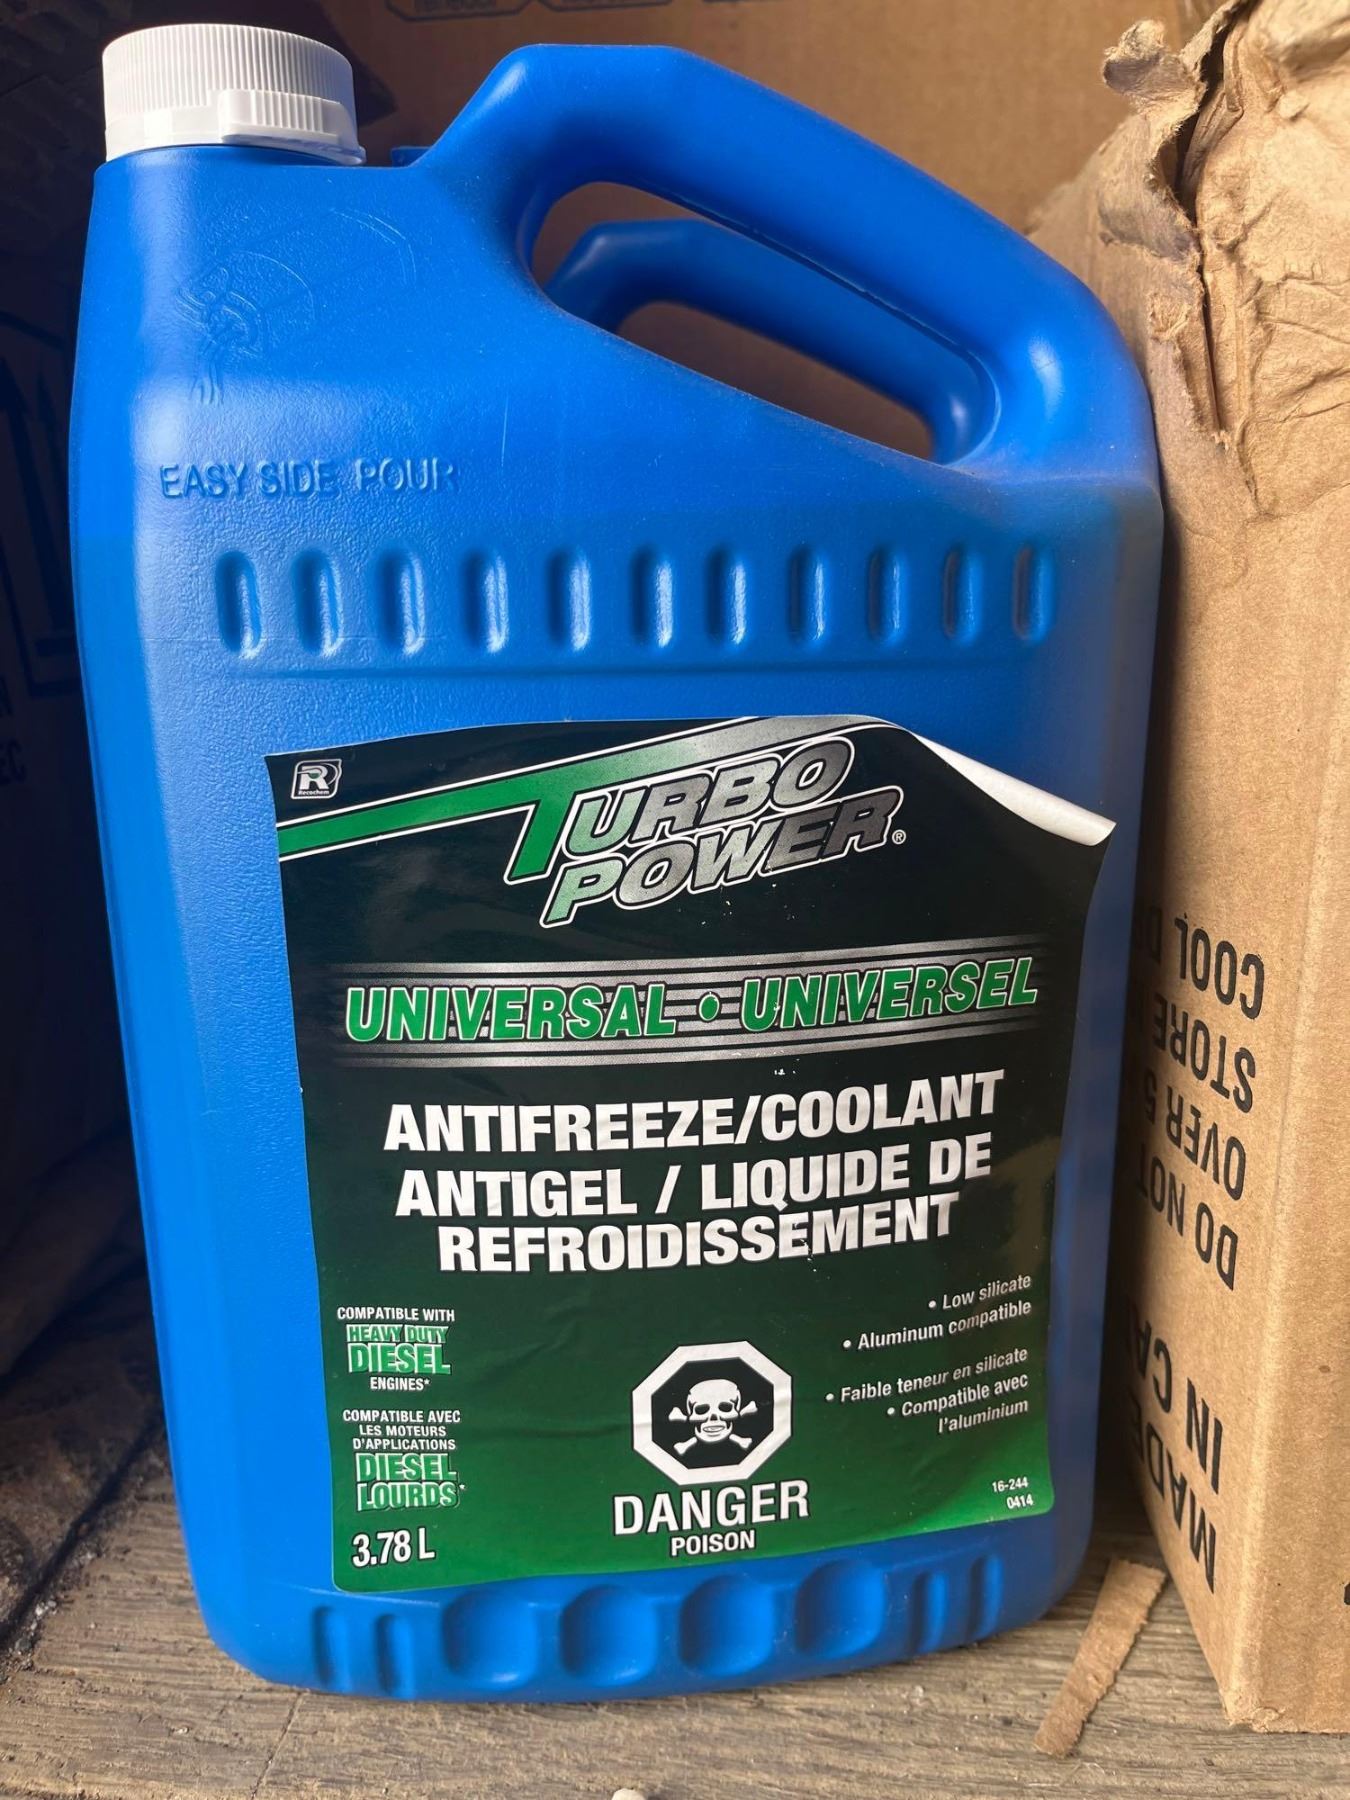 EASY SIDE POUR
R
Recochem
TURBO
POWER®
UNIVERSAL • UNIVERSEL
ANTIFREEZE/COOLANT
ANTIGEL / LIQUIDE DE
REFROIDISSEMENT
COMPATIBLE WITH
HEAVY DUTY
DIESEL
ENGINES*
COMPATIBLE AVEC
LES MOTEURS
D'APPLICATIONS
DIESEL
LOURDS*
3.78 L
• Low silicate
• Aluminum compatible
• Faible teneur en silicate
• Compatible avec
l'aluminium
DANGER
POISON
16-244
0414
DO NOT
OVER 5
STORE
COOL
MADE
IN CA